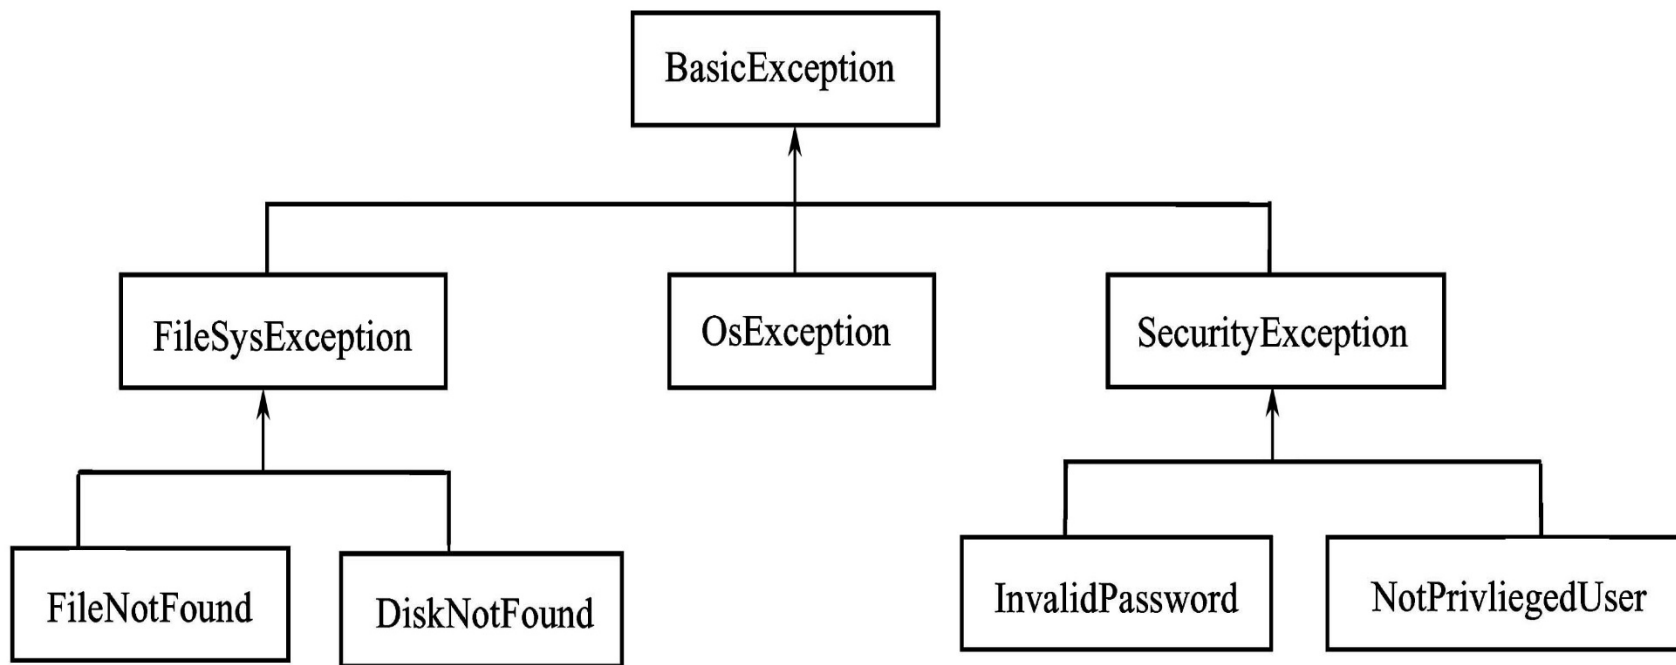 BasicException
FileSysException
OsException
SecurityException
FileNotFound
DiskNotFound
InvalidPassword
NotPrivliegedUser